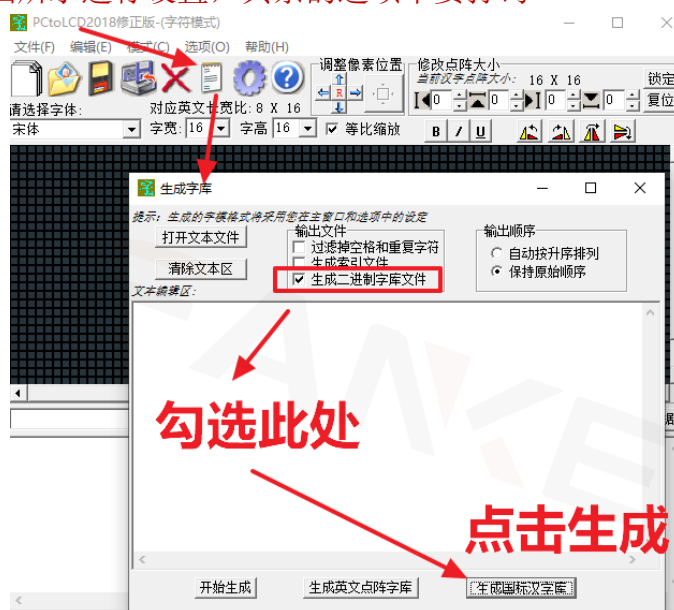 PCtoLCD2018修正版-(字符模式)
文件(F) 编辑(E) 模式(C) 选项(O) 帮助(H)
调整像素位置
修改点阵大小
当前汉字点阵大小: 16 X 16
锁定
请选择字体:
对应英文长宽比: 8 X 16
R
0 0 0 0
复位
宋体
字宽: 16 字高 16 等比缩放
B I U
生成字库
提示: 生成的字模格式将采用您在主窗口和选项中的设定
打开文本文件
清除文本区
输出文件
过滤掉空格和重复字符
生成索引文件
生成二进制字库文件
输出顺序
自动按升序排列
保持原始顺序
文本编辑区:
勾选此处
点击生成
开始生成
生成英文点阵字库
生成国标汉字库